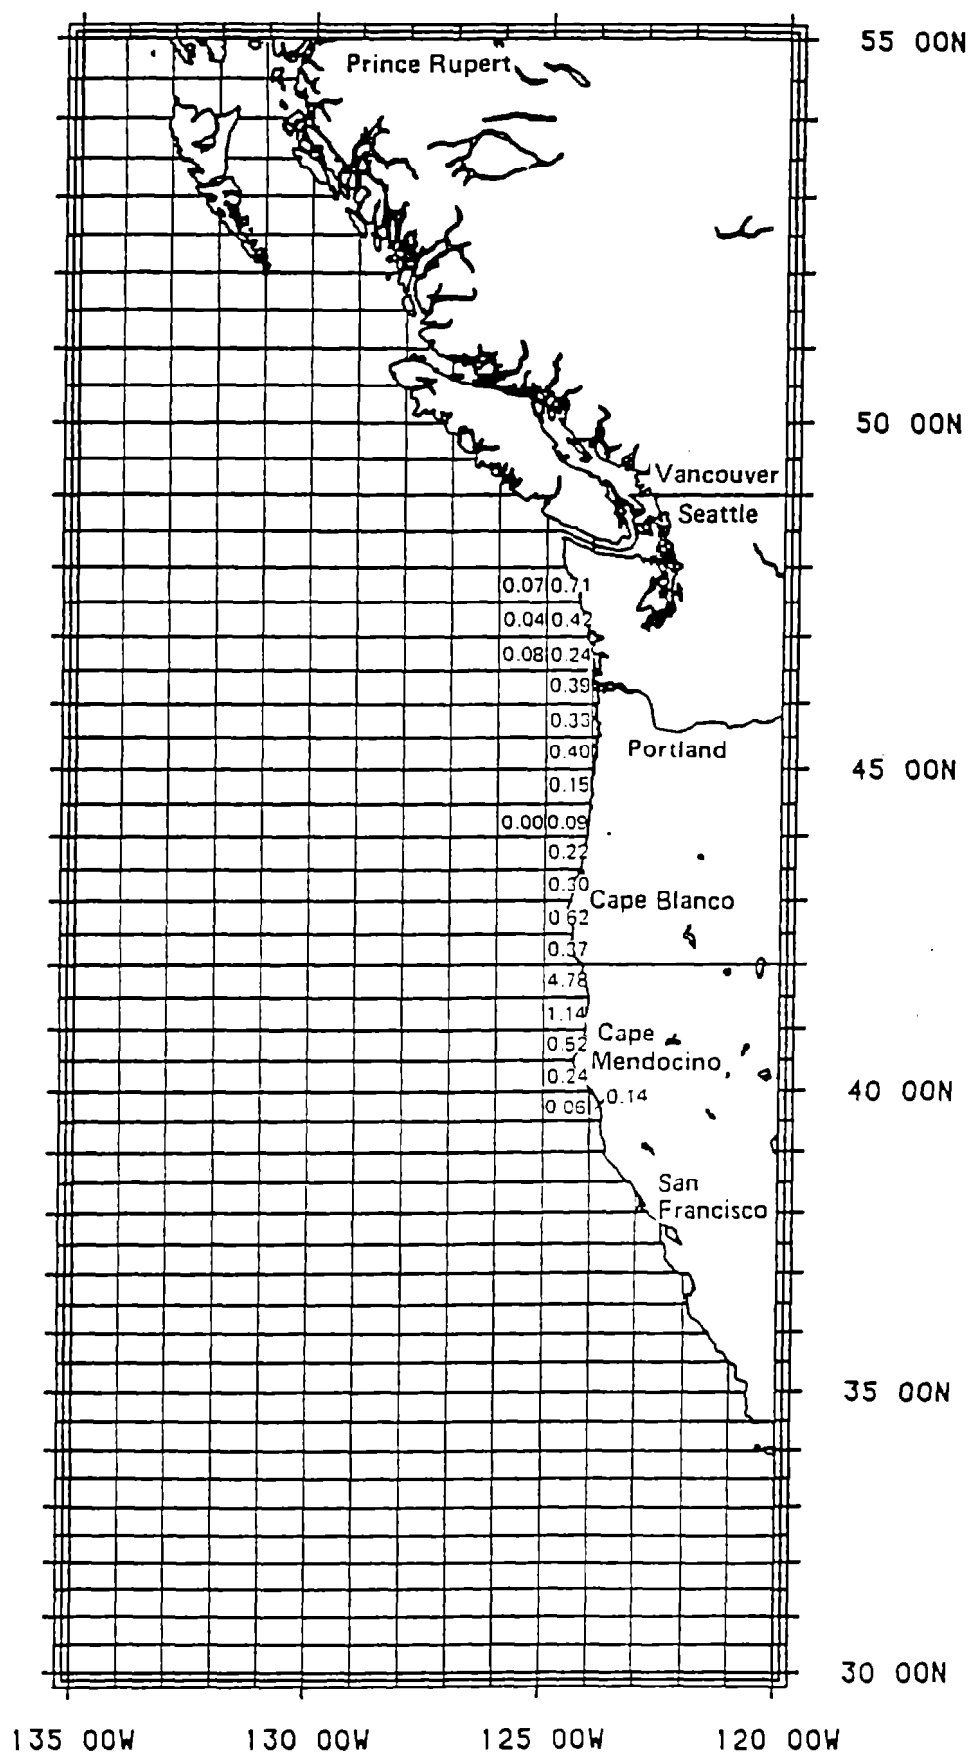 55 00N
Prince Rupert
50 00N
Vancouver
Seattle
0.07 0.71
0.04 0.42
0.08 0.24
0.39
0.33
0.40
Portland
45 00N
0.15
0.00 0.09
0.22
0.30
Cape Blanco
0.62
0.37
4.78
1.14
Cape
0.52
Mendocino
0.24
40 00N
0.06 0.14
San
Francisco
35 00N
30 00N
135 00W 130 00W 125 00W 120 00W